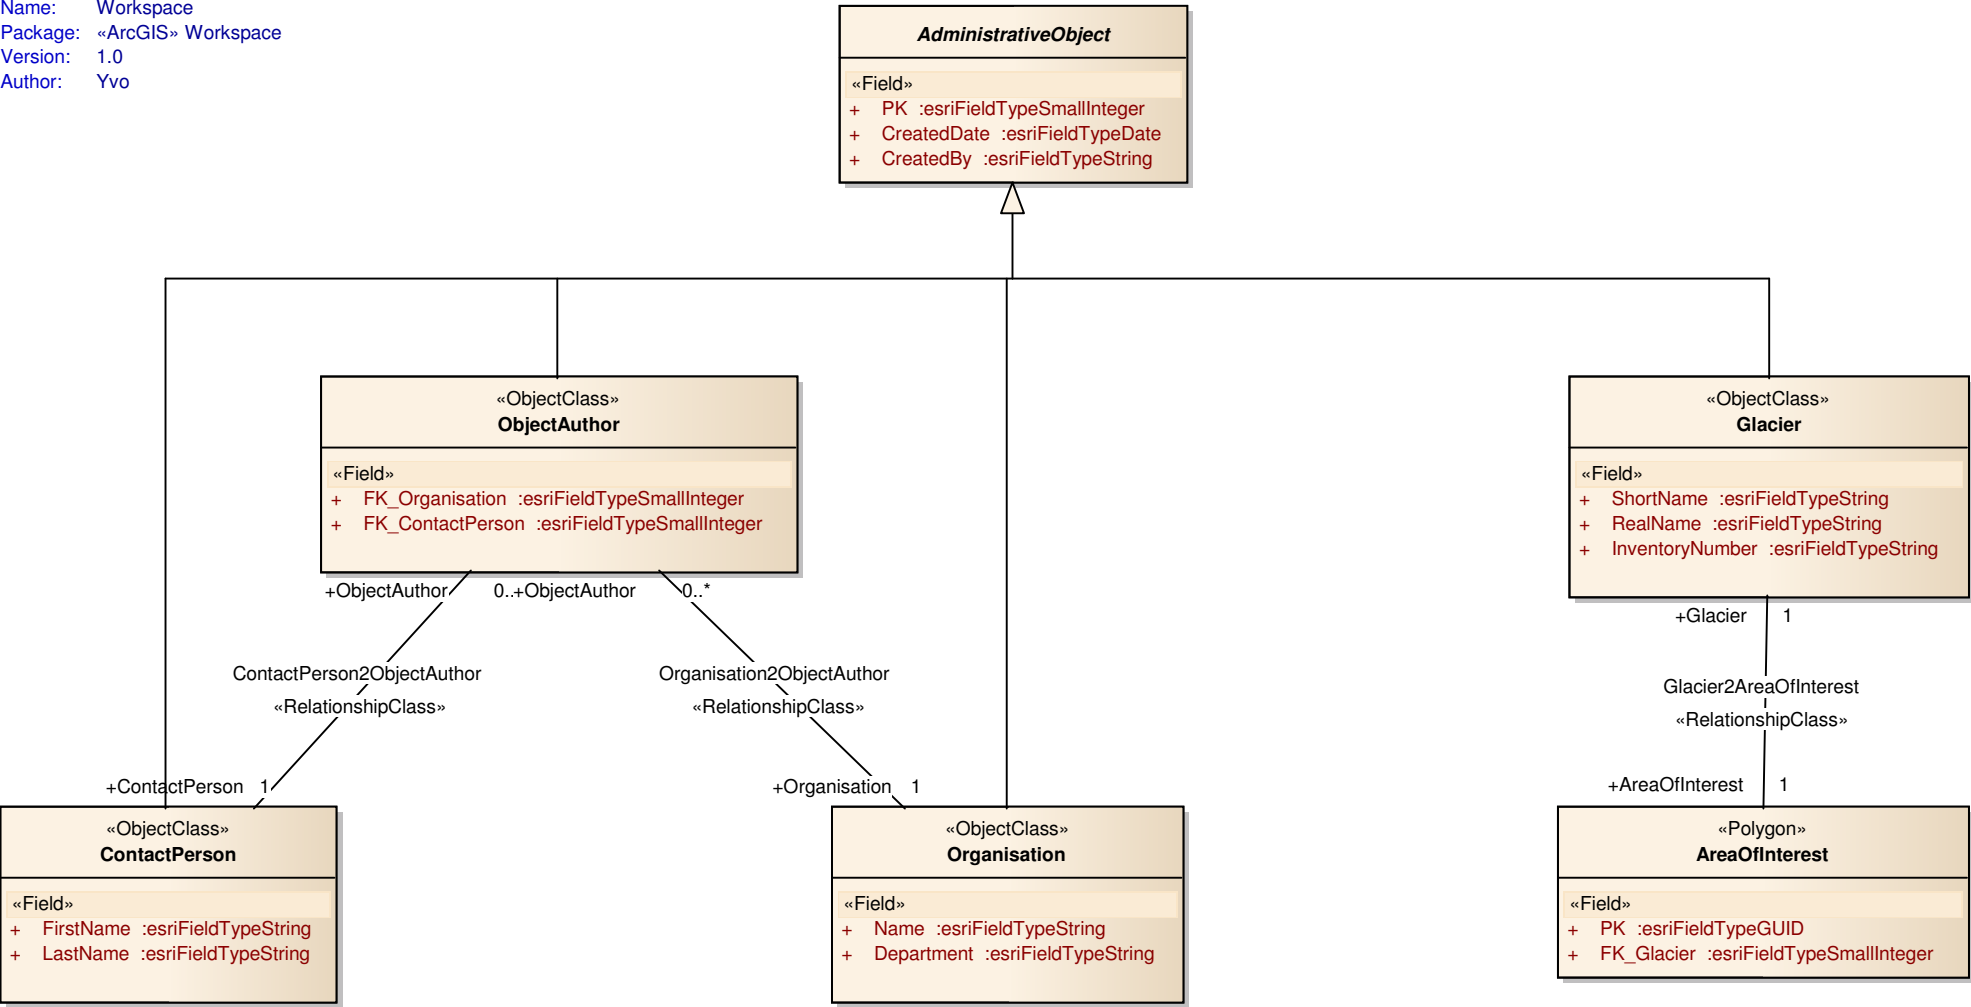 Name: Workspace
Package: «ArcGIS» Workspace
Version: 1.0
Author: Yvo
AdministrativeObject
«Field»
+ PK :esriFieldTypeSmallInteger
+ CreatedDate :esriFieldTypeDate
+ CreatedBy :esriFieldTypeString
«ObjectClass»
ObjectAuthor
«Field»
+ FK_Organisation :esriFieldTypeSmallInteger
+ FK_ContactPerson :esriFieldTypeSmallInteger
«ObjectClass»
Glacier
«Field»
+ ShortName :esriFieldTypeString
+ RealName :esriFieldTypeString
+ InventoryNumber :esriFieldTypeString
+ObjectAuthor 0..+ObjectAuthor 0..*
+Glacier 1
ContactPerson2ObjectAuthor
«RelationshipClass»
Organisation2ObjectAuthor
«RelationshipClass»
Glacier2AreaOfInterest
«RelationshipClass»
+ContactPerson 1
+Organisation 1
+AreaOfInterest 1
«ObjectClass»
ContactPerson
«Field»
+ FirstName :esriFieldTypeString
+ LastName :esriFieldTypeString
«ObjectClass»
Organisation
«Field»
+ Name :esriFieldTypeString
+ Department :esriFieldTypeString
«Polygon»
AreaOfInterest
«Field»
+ PK :esriFieldTypeGUID
+ FK_Glacier :esriFieldTypeSmallInteger